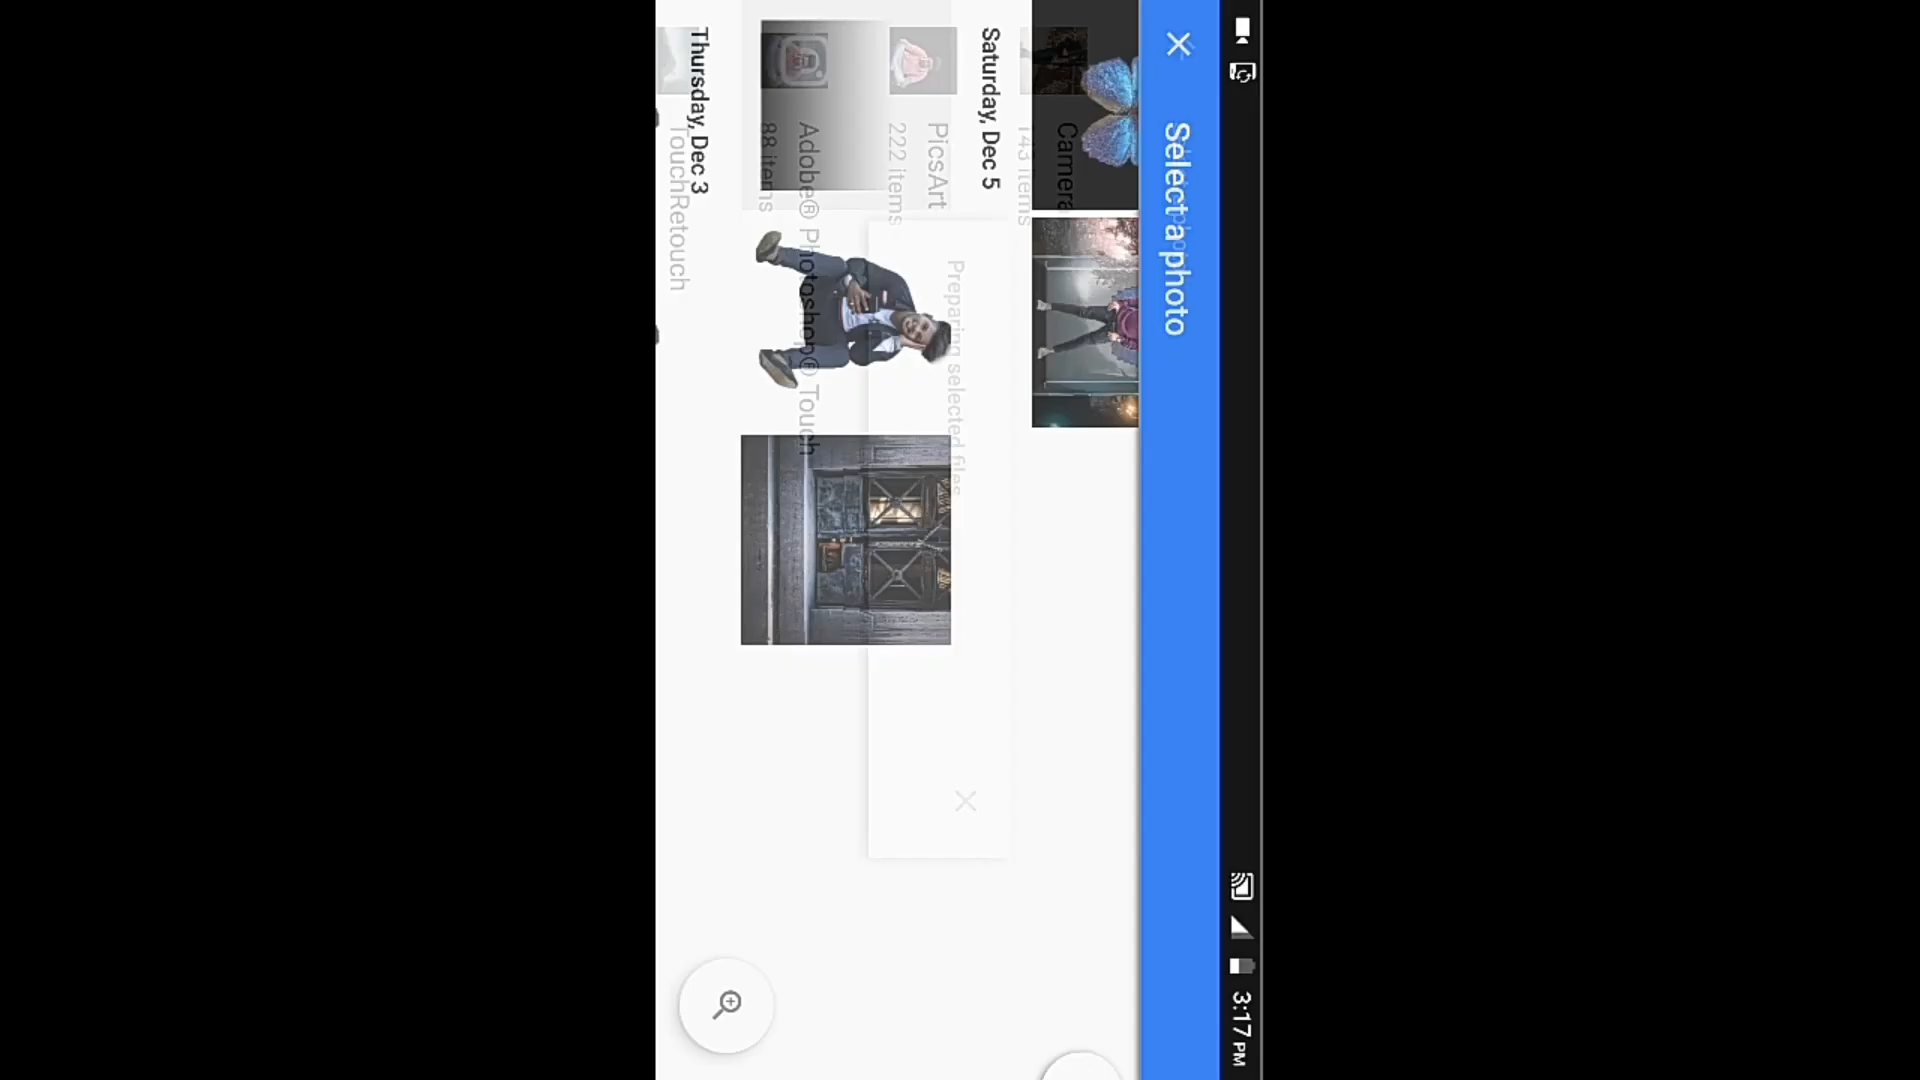 3:17 PM
Select a photo
Camera
143 items
Saturday, Dec 5
PicsArt
222 items
Preparing selected files
Adobe® Photoshop® Touch
88 items
Thursday, Dec 3
TouchRetouch